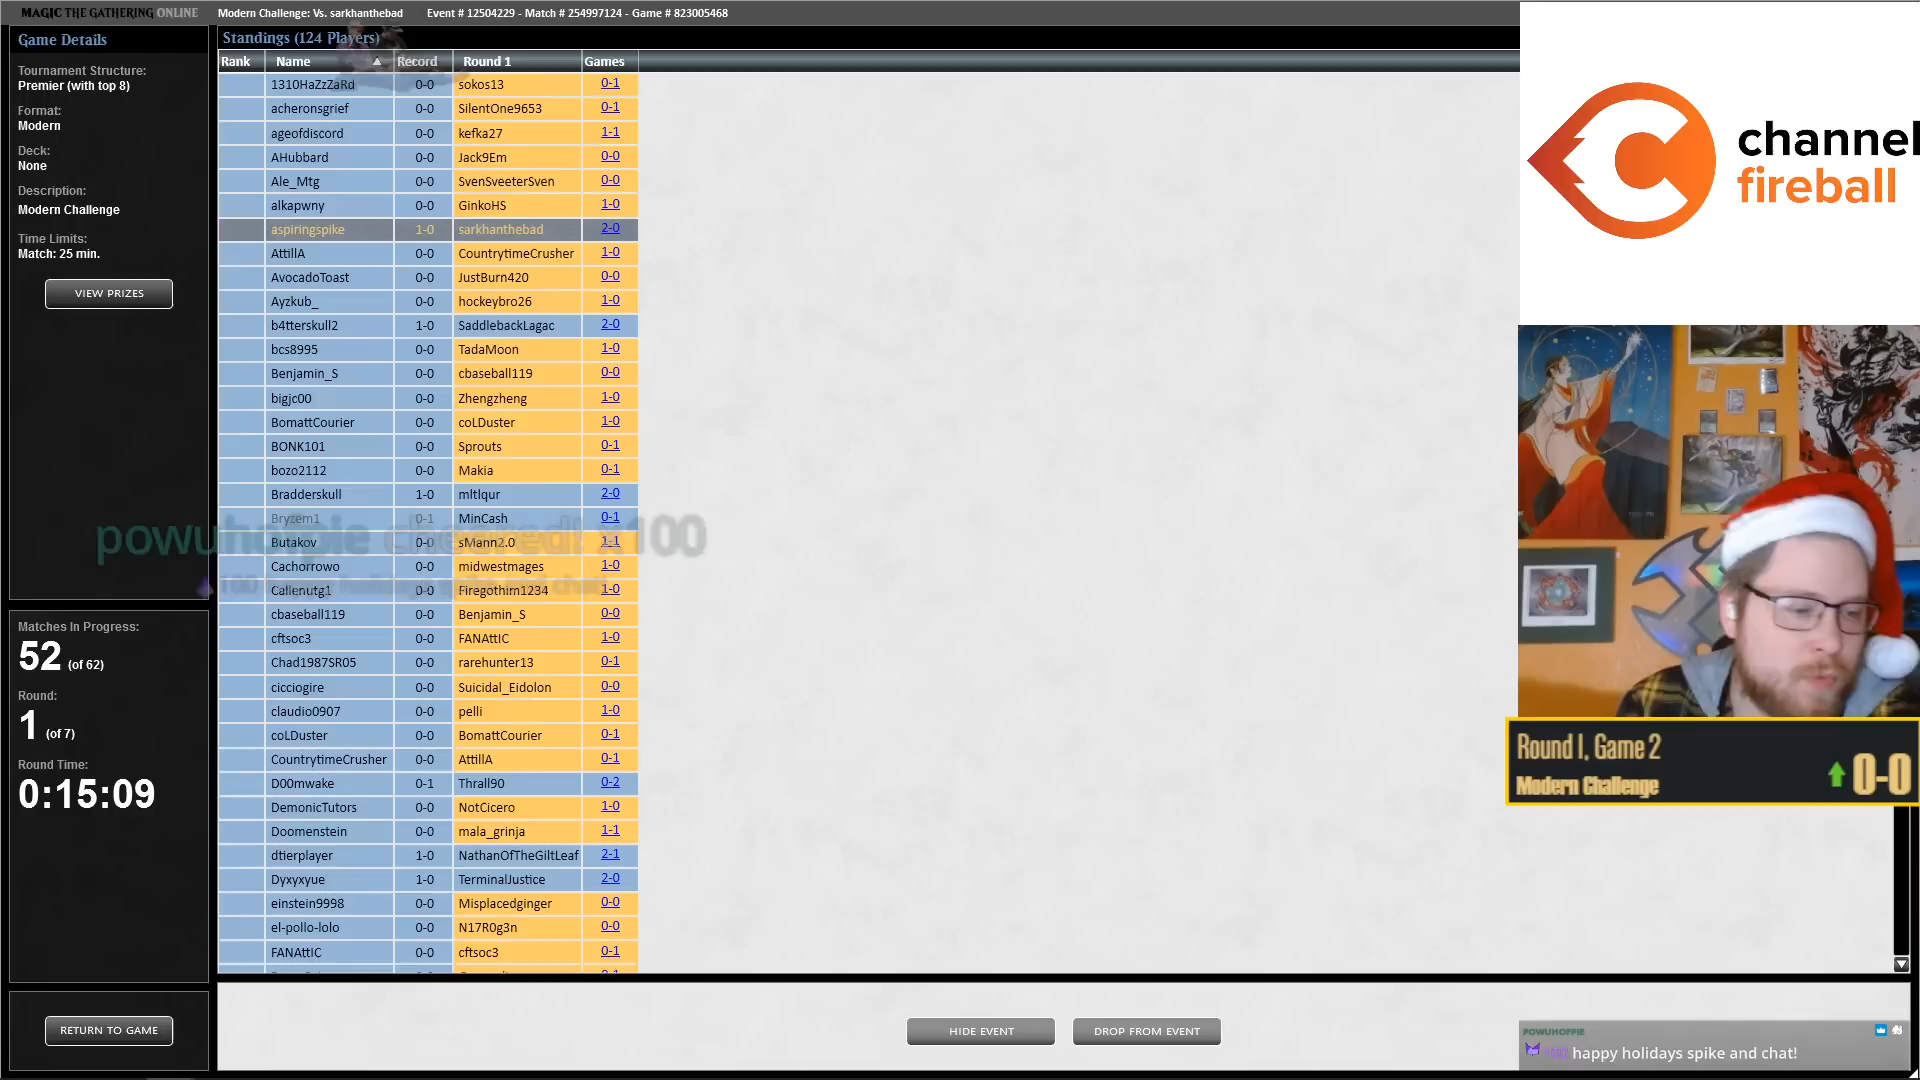 MAGIC THE GATHERING ONLINE
Modern Challenge: Vs. sarkhanthebad Event # 12504229 - Match # 254997124 - Game # 823005468
Game Details
Tournament Structure:
Premier (with top 8)
Format:
Modern
Deck:
None
Description:
Modern Challenge
Time Limits:
Match: 25 min.
VIEW PRIZES
Matches In Progress:
52 (of 62)
Round:
1 (of 7)
Round Time:
0:15:09
RETURN TO GAME
Standings (124 Players)
Rank Name Record Round 1 Games
1310HaZzZaRd 0-0 sokos13 0-1
acheronsgrief 0-0 SilentOne9653 0-1
ageofdiscord 0-0 kefka27 1-1
AHubbard 0-0 Jack9Em 0-0
Ale_Mtg 0-0 SvenSveeterSven 0-0
alkapwny 0-0 GinkoHS 1-0
aspiringspike 1-0 sarkhanthebad 2-0
AttillA 0-0 CountrytimeCrusher 1-0
AvocadoToast 0-0 JustBurn420 0-0
Ayzkub_ 0-0 hockeybro26 1-0
b4tterskull2 1-0 SaddlebackLagac 2-0
bcs8995 0-0 TadaMoon 1-0
Benjamin_S 0-0 cbaseball119 0-0
bigjc00 0-0 Zhengzheng 1-0
BomattCourier 0-0 coLDuster 1-0
BONK101 0-0 Sprouts 0-1
bozo2112 0-0 Makia 0-1
Bradderskull 1-0 mltlqur 2-0
Bryzem1 0-1 MinCash 0-1
powuhoffpie cheered! x100
Butakov 0-0 sMann2.0 1-1
Cachorrowo 0-0 midwestmages 1-0
Callenutg1 0-0 Firegothim1234 1-0
cbaseball119 0-0 Benjamin_S 0-0
cftsoc3 0-0 FANAttIC 1-0
Chad1987SR05 0-0 rarehunter13 0-1
cicciogire 0-0 Suicidal_Eidolon 0-0
claudio0907 0-0 pelli 1-0
coLDuster 0-0 BomattCourier 0-1
CountrytimeCrusher 0-0 AttillA 0-1
D00mwake 0-1 Thrall90 0-2
DemonicTutors 0-0 NotCicero 1-0
Doomenstein 0-0 mala_grinja 1-1
dtierplayer 1-0 NathanOfTheGiltLeaf 2-1
Dyxyxyue 1-0 TerminalJustice 2-0
einstein9998 0-0 Misplacedginger 0-0
el-pollo-lolo 0-0 N17R0g3n 0-0
FANAttIC 0-0 cftsoc3 0-1
HIDE EVENT
DROP FROM EVENT
channel
fireball
Round 1, Game 2
Modern Challenge
0-0
POWUHOFFPIE
happy holidays spike and chat!